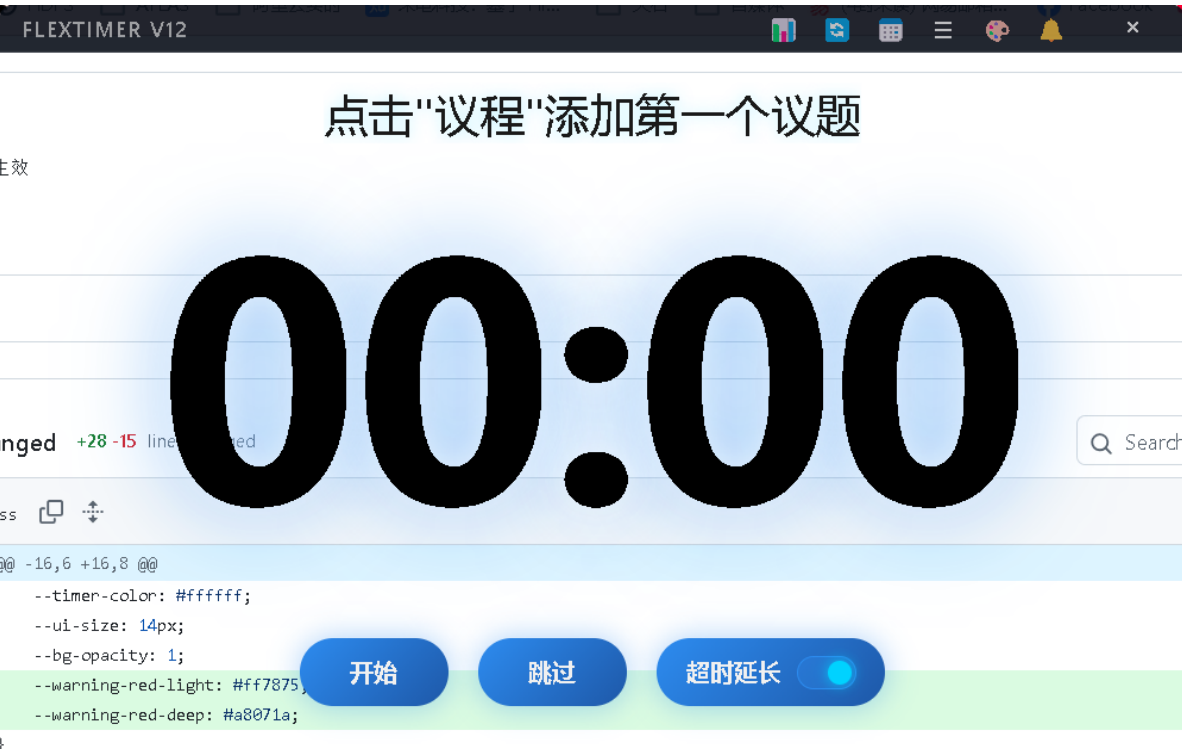 FLEXTIMER V12
点击"议程"添加第一个议题
生效
00:00
nged +28 -15
Search
ss
@@ -16,6 +16,8 @@
--timer-color: #ffffff;
--ui-size: 14px;
--bg-opacity: 1;
--warning-red-light: #ff7875;
--warning-red-deep: #a8071a;
}
开始
跳过
超时延长